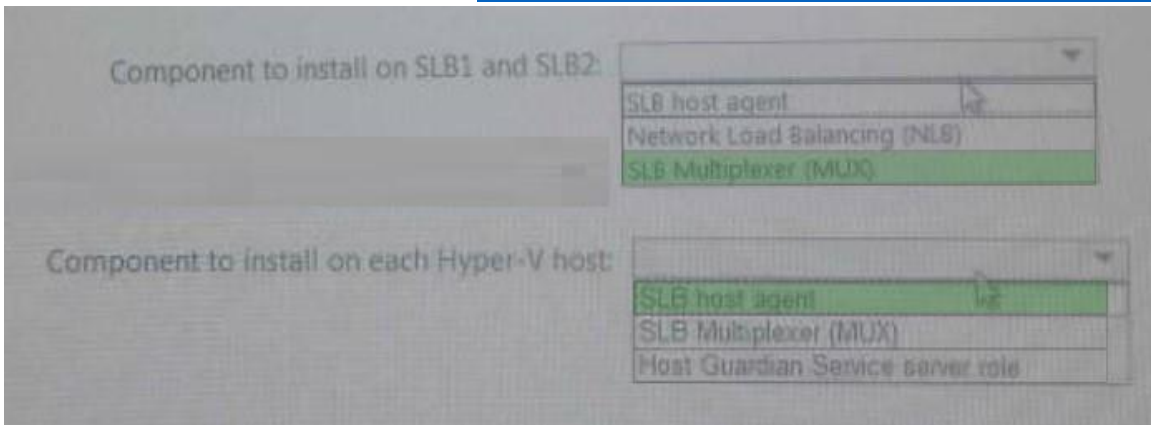 Component to install on SLB1 and SLB2:
SLB host agent
Network Load Balancing (NLB)
SLB Multiplexer (MUX)
Component to install on each Hyper-V host:
SLB host agent
SLB Multiplexer (MUX)
Host Guardian Service server role